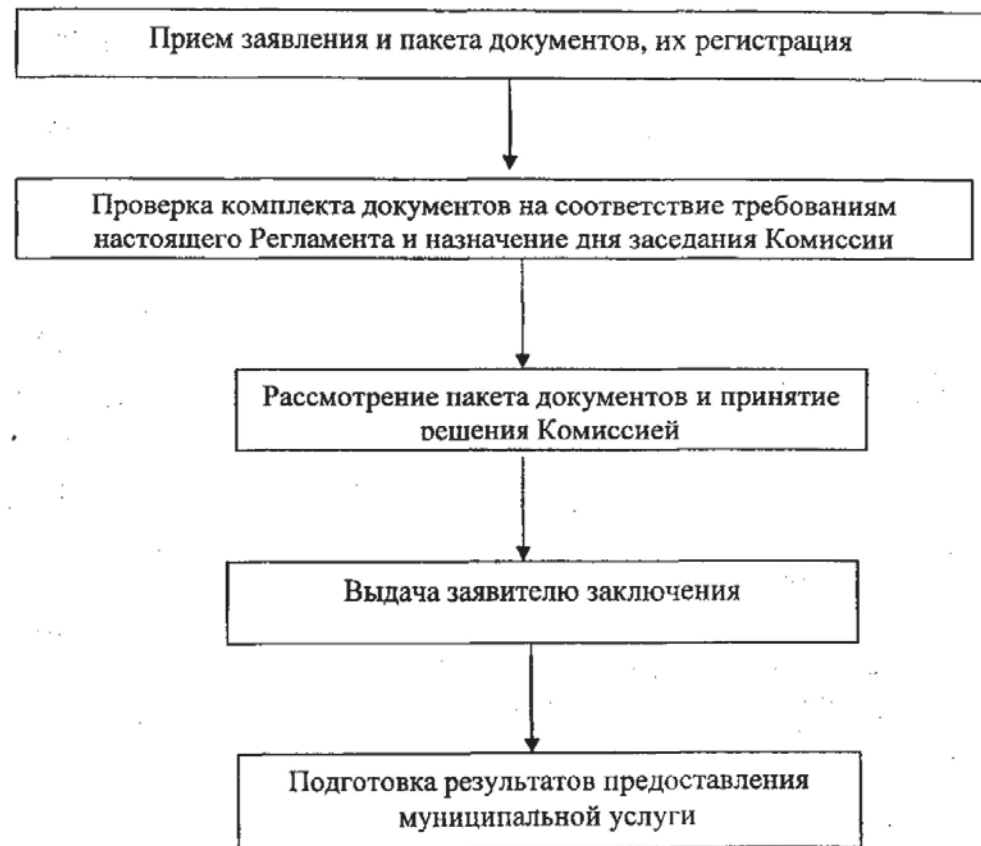 Прием заявления и пакета документов, их регистрация
Проверка комплекта документов на соответствие требованиям
настоящего Регламента и назначение дня заседания Комиссии
Рассмотрение пакета документов и принятие
решения Комиссией
Выдача заявителю заключения
Подготовка результатов предоставления
муниципальной услуги